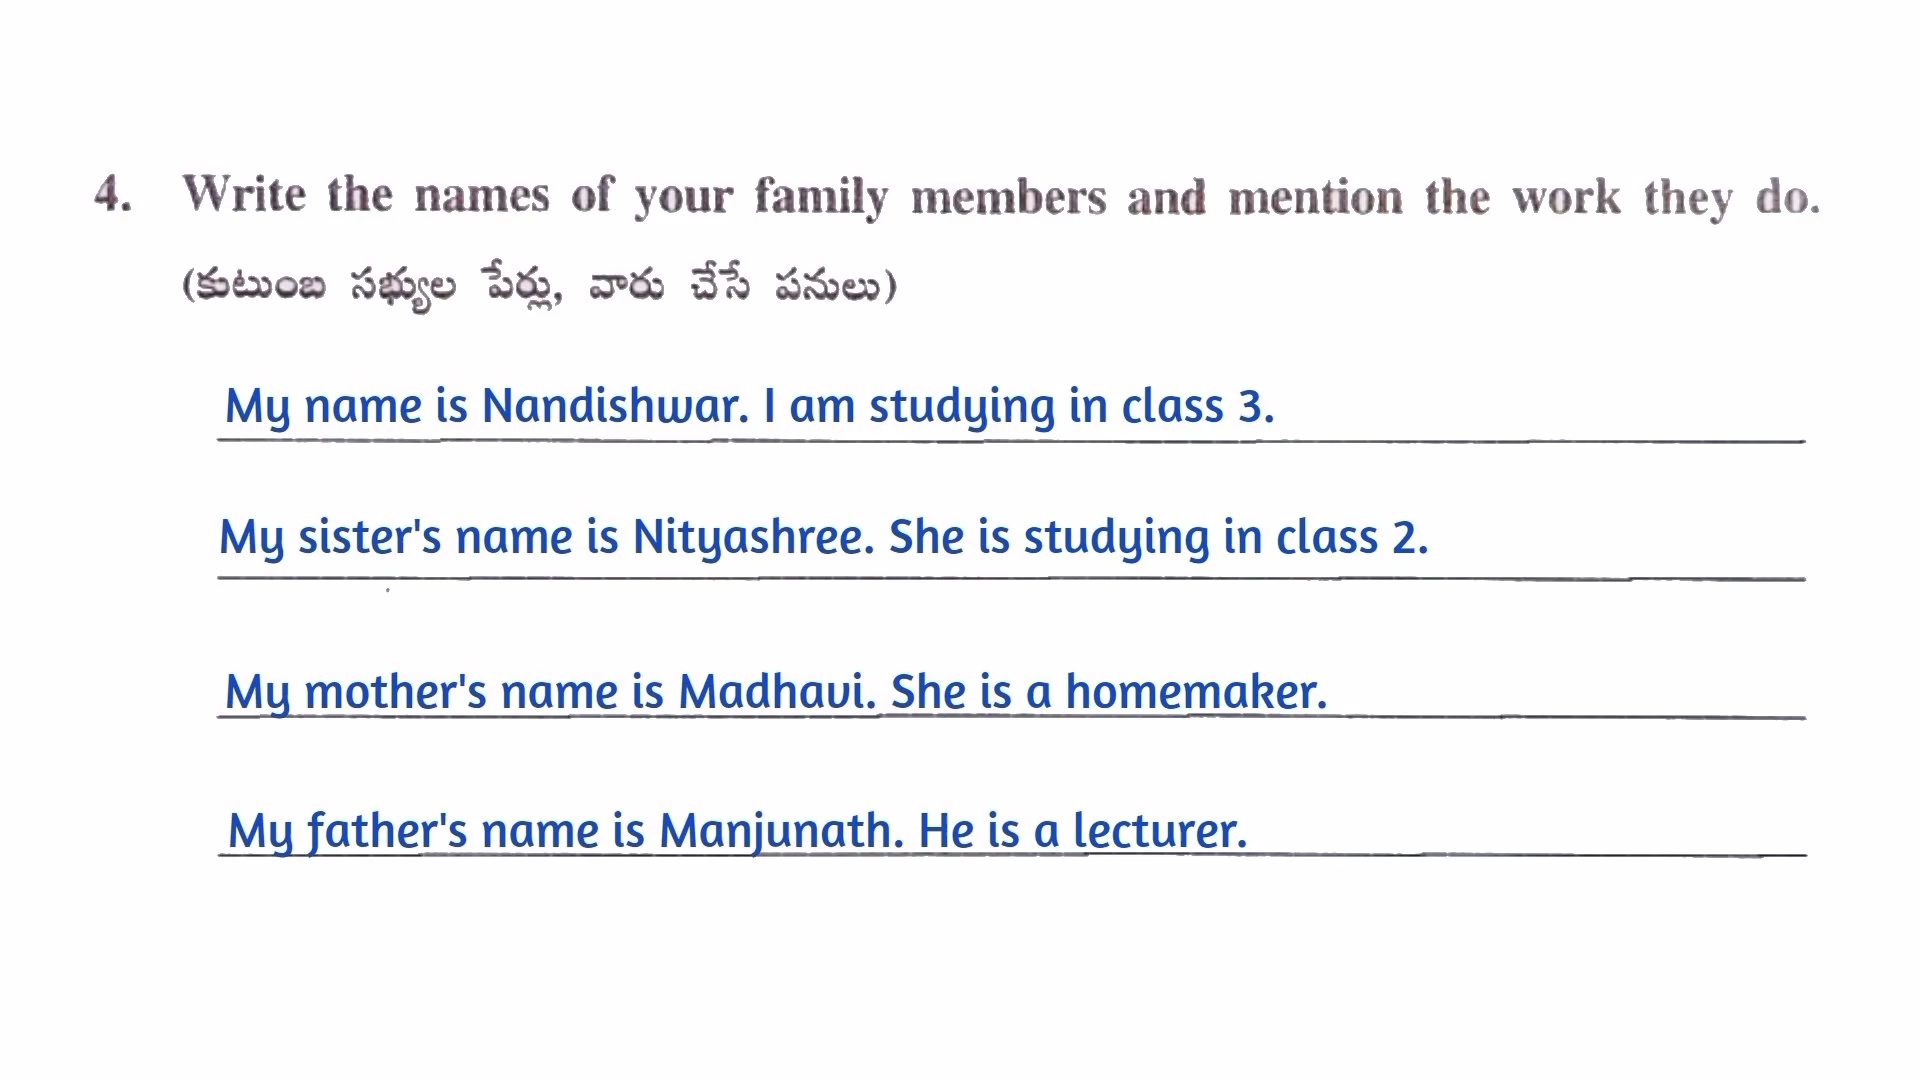 4. Write the names of your family members and mention the work they do.
(కుటుంబ సభ్యుల పేర్లు, వారు చేసే పనులు)
My name is Nandishwar. I am studying in class 3.
My sister's name is Nityashree. She is studying in class 2.
My mother's name is Madhavi. She is a homemaker.
My father's name is Manjunath. He is a lecturer.